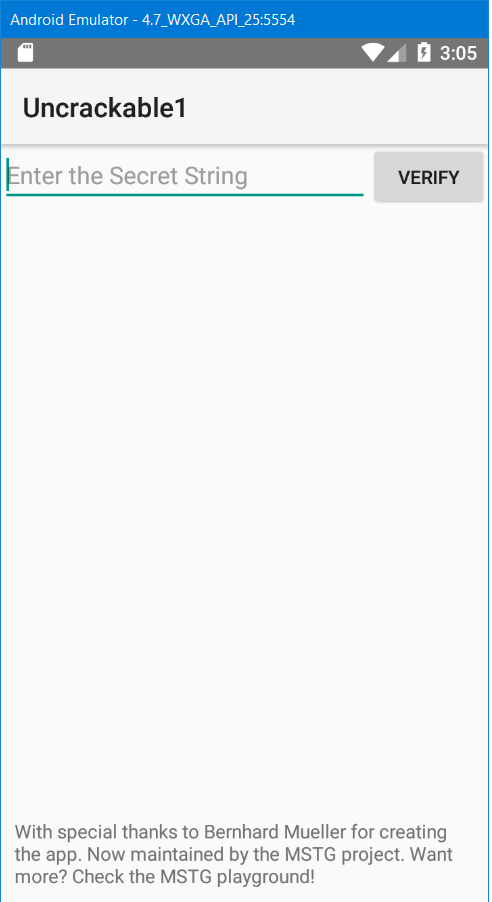 Android Emulator - 4.7_WXGA_API_25:5554
3:05
Uncrackable1
Enter the Secret String
VERIFY
With special thanks to Bernhard Mueller for creating
the app. Now maintained by the MSTG project. Want
more? Check the MSTG playground!